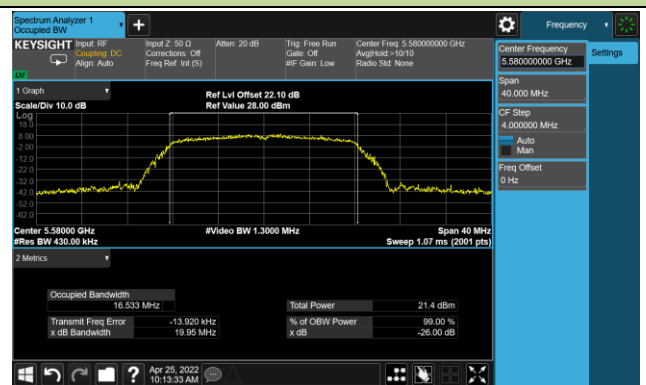 Spectrum Analyzer 1
Occupied BW
Frequency
KEYSIGHT
Input: RF
Coupling: DC
Align: Auto
Input Z: 50 Ω
Corrections: Off
Freq Ref: Int (S)
Atten: 20 dB
Trig: Free Run
Gate: Off
#IF Gain: Low
Center Freq: 5.580000000 GHz
Avg|Hold:>10/10
Radio Std: None
LXI
Center Frequency
5.580000000 GHz
Settings
Span
40.000 MHz
CF Step
4.000000 MHz
Auto
Man
Freq Offset
0 Hz
1 Graph
Scale/Div 10.0 dB
Ref Lvl Offset 22.10 dB
Ref Value 28.00 dBm
Log
18.0
8.00
-2.00
-12.0
-22.0
-32.0
-42.0
-52.0
-62.0
Center 5.58000 GHz
#Res BW 430.00 kHz
#Video BW 1.3000 MHz
Span 40 MHz
Sweep 1.07 ms (2001 pts)
2 Metrics
Occupied Bandwidth
16.533 MHz
Total Power 21.4 dBm
Transmit Freq Error -13.920 kHz
% of OBW Power 99.00 %
x dB Bandwidth 19.95 MHz
x dB -26.00 dB
?
Apr 25, 2022
10:13:33 AM